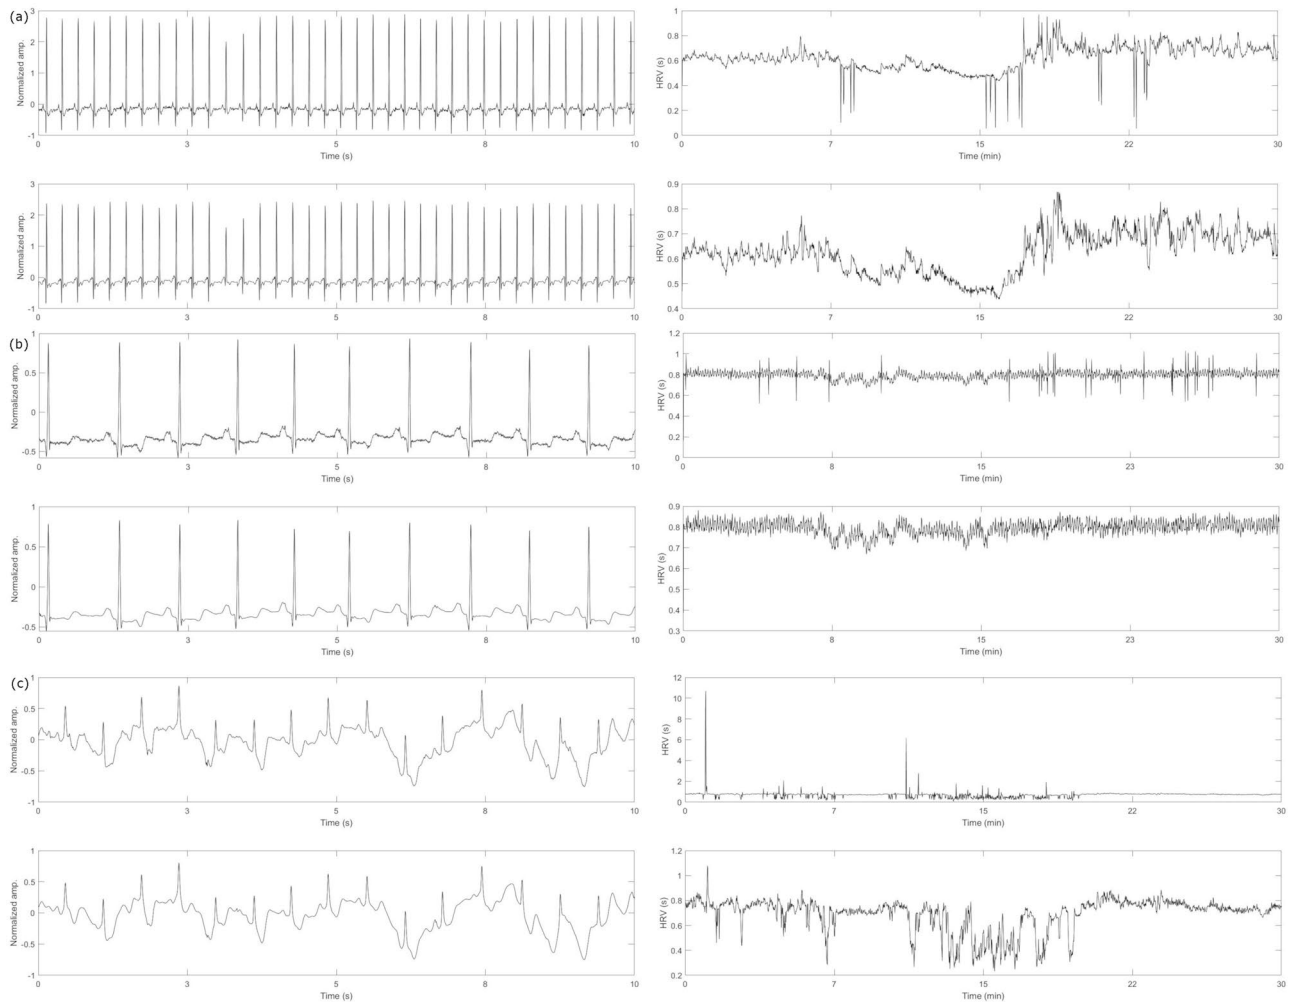 (a)
Normalized amp.
3
2
1
0
-1
0 3 5 8 10
Time (s)
HRV (s)
1
0.8
0.6
0.4
0.2
0
0 7 15 22 30
Time (min)
Normalized amp.
3
2
1
0
-1
0 3 5 8 10
Time (s)
HRV (s)
0.9
0.8
0.7
0.6
0.5
0.4
0 7 15 22 30
Time (min)
(b)
Normalized amp.
1
0.5
0
-0.5
0 3 5 8 10
Time (s)
HRV (s)
1.2
1
0.8
0.6
0.4
0.2
0
0 8 15 23 30
Time (min)
Normalized amp.
1
0.5
0
-0.5
0 3 5 8 10
Time (s)
HRV (s)
0.9
0.8
0.7
0.6
0.5
0.4
0.3
0 8 15 23 30
Time (min)
(c)
Normalized amp.
1
0.5
0
-0.5
-1
0 3 5 8 10
Time (s)
HRV (s)
12
10
8
6
4
2
0
0 7 15 22 30
Time (min)
Normalized amp.
1
0.5
0
-0.5
-1
0 3 5 8 10
Time (s)
HRV (s)
1.2
1
0.8
0.6
0.4
0.2
0 7 15 22 30
Time (min)